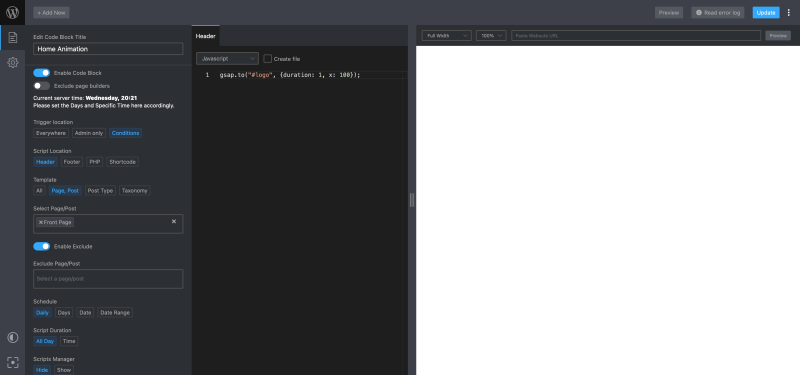 + Add New
Preview
Read error log
Update
Edit Code Block Title
Home Animation
Enable Code Block
Exclude page builders
Current server time: Wednesday, 20:21
Please set the Days and Specific Time here accordingly.
Trigger location
Everywhere
Admin only
Conditions
Script Location
Header
Footer
PHP
Shortcode
Template
All
Page, Post
Post Type
Taxonomy
Select Page/Post
×Front Page
×
Enable Exclude
Exclude Page/Post
Select a page/post
Schedule
Daily
Days
Date
Date Range
Script Duration
All Day
Time
Scripts Manager
Hide
Show
Header
Javascript
Create file
1 gsap.to("#logo", {duration: 1, x: 100});
Full Width
100%
Paste Website URL
Preview